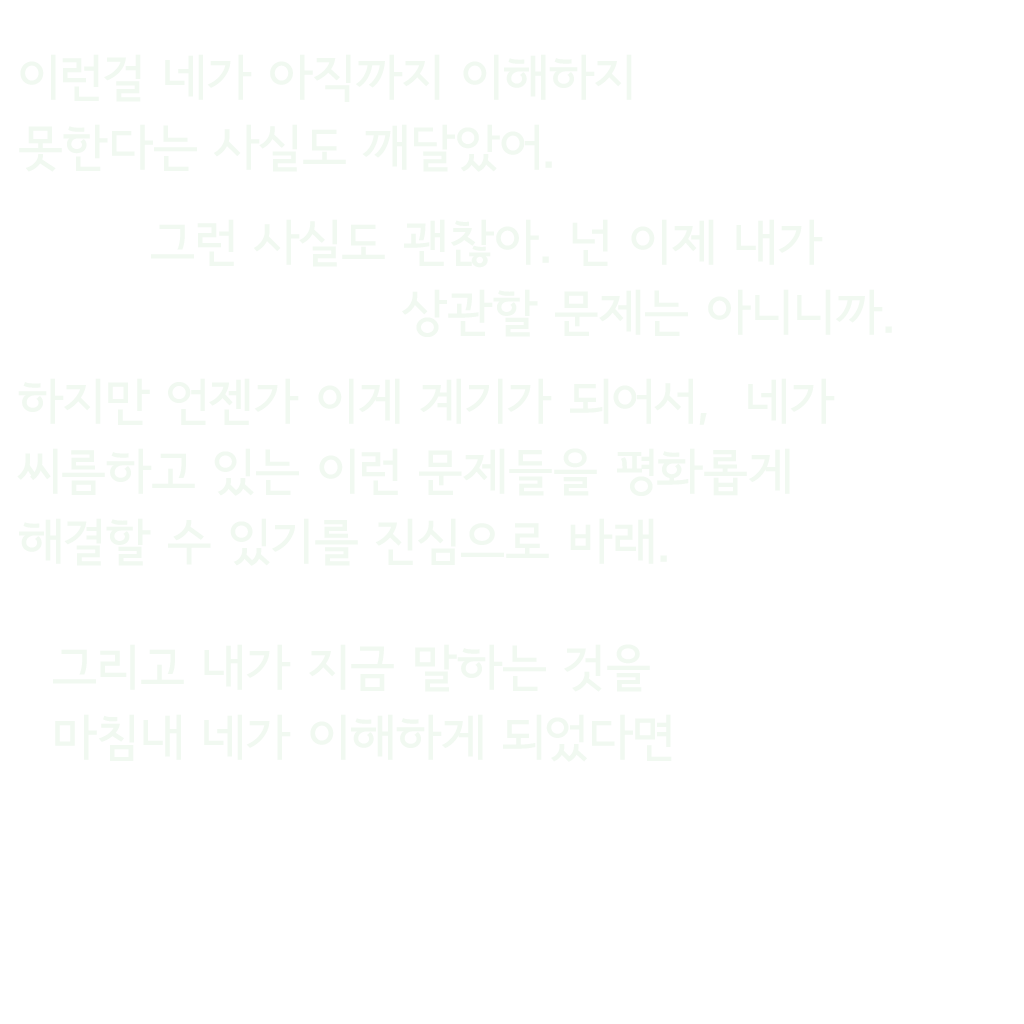 이런걸 네가 아직까지 이해하지
못한다는 사실도 깨달았어.
그런 사실도 괜찮아. 넌 이제 내가
상관할 문제는 아니니까.
하지만 언젠가 이게 계기가 되어서, 네가
씨름하고 있는 이런 문제들을 평화롭게
해결할 수 있기를 진심으로 바래.
그리고 내가 지금 말하는 것을
마침내 네가 이해하게 되었다면